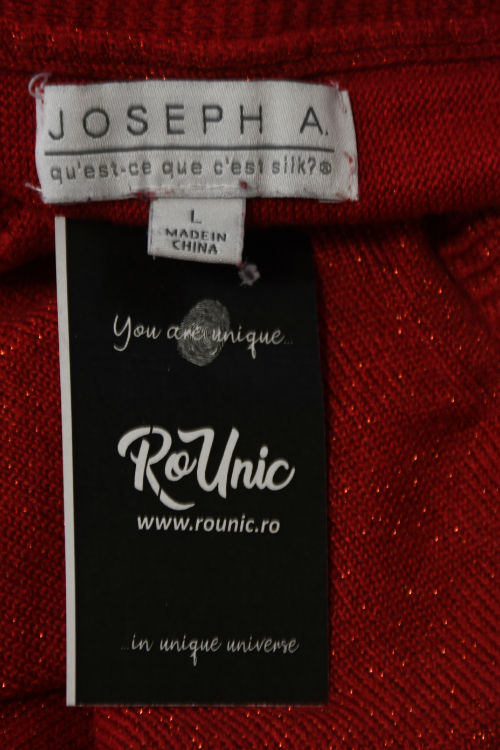 JOSEPH A.
qu'est-ce que c'est silk?®
L
MADE IN
CHINA
You are unique...
RoUnic
www.rounic.ro
...in unique universe